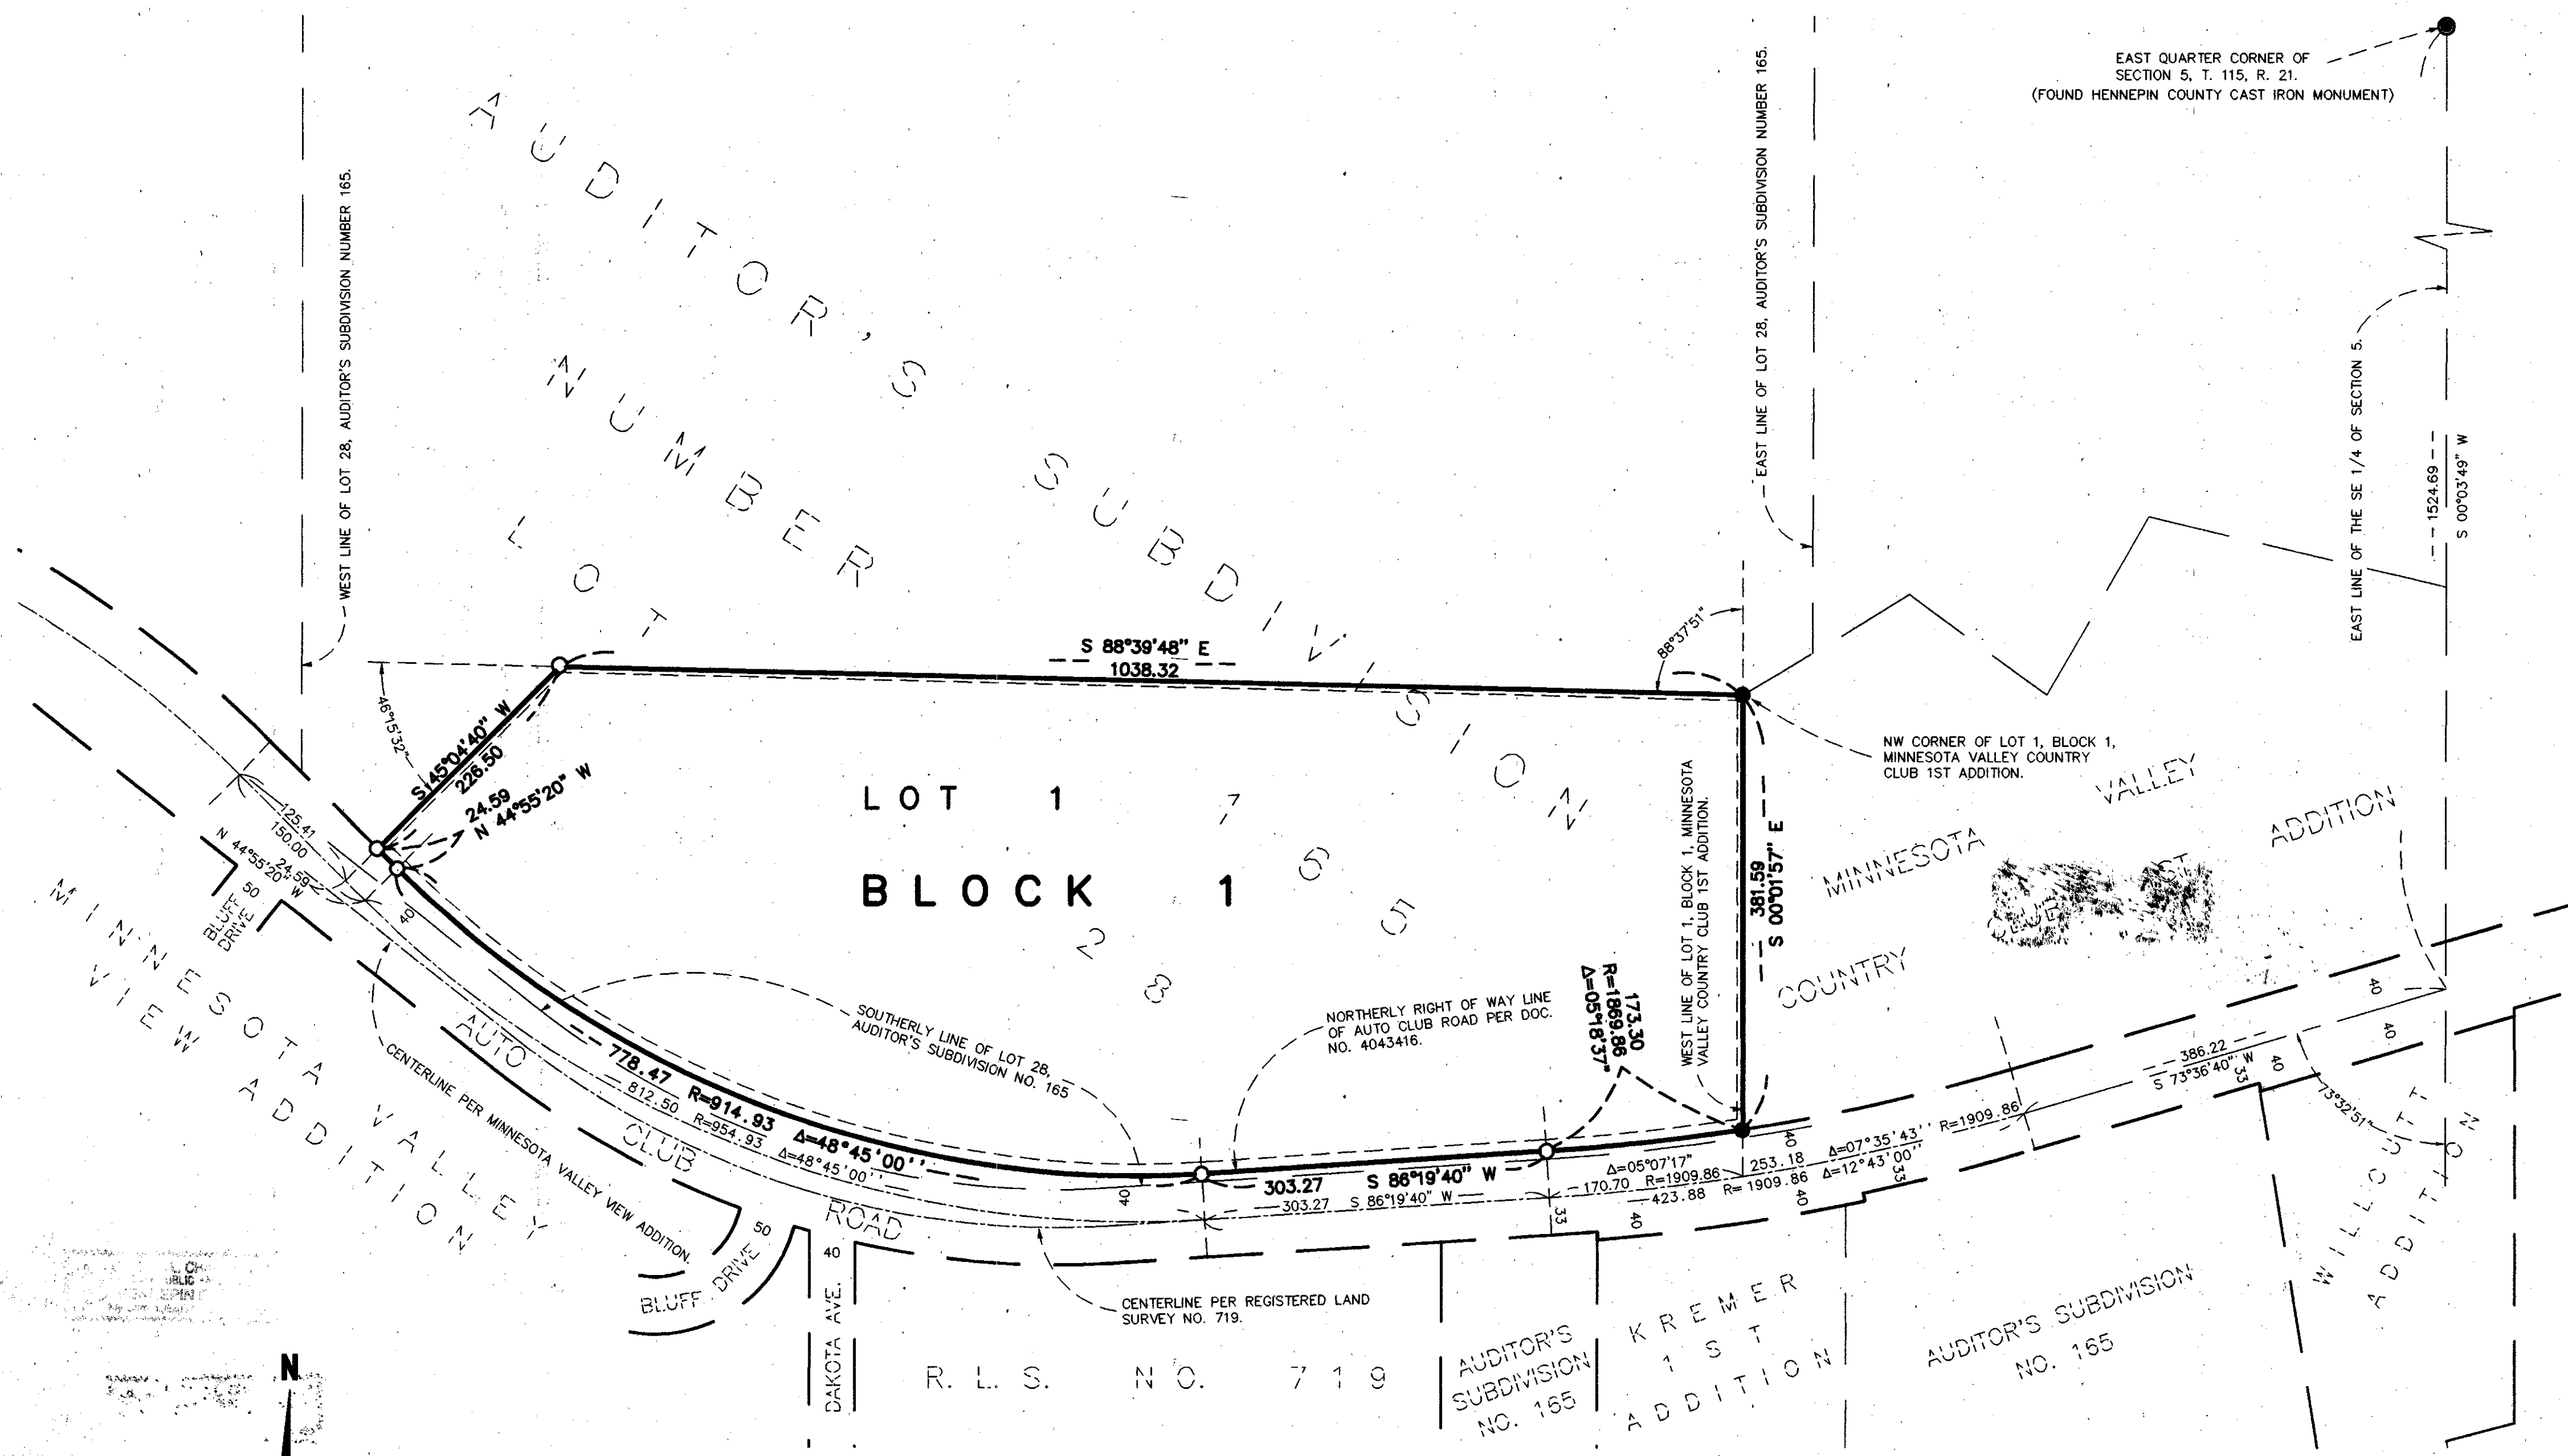 EAST QUARTER CORNER OF
SECTION 5, T. 115, R. 21.
(FOUND HENNEPIN COUNTY CAST IRON MONUMENT)
WEST LINE OF LOT 28, AUDITOR'S SUBDIVISION NUMBER 165.
EAST LINE OF LOT 28, AUDITOR'S SUBDIVISION NUMBER 165.
EAST LINE OF THE SE 1/4 OF SECTION 5.
1524.69
S 00°03'49" W
AUDITOR'S SUBDIVISION
NUMBER 165
LOT 28
S 88°39'48" E
1038.32
88°37'51"
46°15'32"
S 45°04'40" W
226.50
24.59
N 44°55'20" W
NW CORNER OF LOT 1, BLOCK 1,
MINNESOTA VALLEY COUNTRY
CLUB 1ST ADDITION.
LOT 1
BLOCK 1
WEST LINE OF LOT 1, BLOCK 1, MINNESOTA
VALLEY COUNTRY CLUB 1ST ADDITION.
381.59
S 00°01'57" E
MINNESOTA VALLEY
COUNTRY CLUB 1ST ADDITION
125.41
150.00
24.59
N 44°55'20" W
50
BLUFF
DRIVE
40
MINNESOTA VALLEY
VIEW ADDITION
AUTO CLUB ROAD
CENTERLINE PER MINNESOTA VALLEY VIEW ADDITION.
SOUTHERLY LINE OF LOT 28,
AUDITOR'S SUBDIVISION NO. 165
NORTHERLY RIGHT OF WAY LINE
OF AUTO CLUB ROAD PER DOC.
NO. 4043416.
173.30
R=1869.86
Δ=05°18'37"
778.47 R=914.93 Δ=48°45'00''
812.50 R=954.93 Δ=48°45'00''
40
303.27 S 86°19'40" W
303.27 S 86°19'40" W
33
Δ=05°07'17"
170.70 R=1909.86
253.18 Δ=07°35'43'' R=1909.86
423.88 R=1909.86 Δ=12°43'00''
40
33
40
40
386.22
S 73°36'40" W
33
40
40
40
73°32'51"
WILLCUTT
ADDITION
50
BLUFF DRIVE
40
DAKOTA AVE.
CENTERLINE PER REGISTERED LAND
SURVEY NO. 719.
R. L. S. NO. 719
AUDITOR'S
SUBDIVISION
NO. 165
KREMER
1ST
ADDITION
AUDITOR'S SUBDIVISION
NO. 165
N